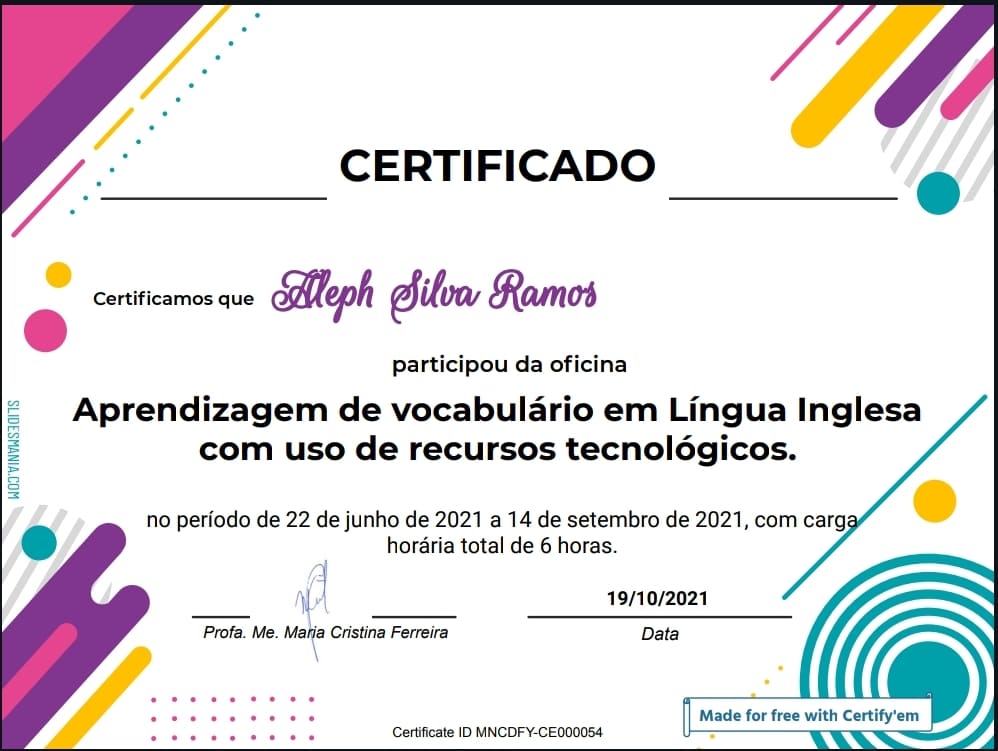 CERTIFICADO
Certificamos que Aleph Silva Ramos
participou da oficina
Aprendizagem de vocabulário em Língua Inglesa
com uso de recursos tecnológicos.
SLIDESMANIA.COM
no período de 22 de junho de 2021 a 14 de setembro de 2021, com carga
horária total de 6 horas.
19/10/2021
Profa. Me. Maria Cristina Ferreira
Data
Made for free with Certify'em
Certificate ID MNCDFY-CE000054